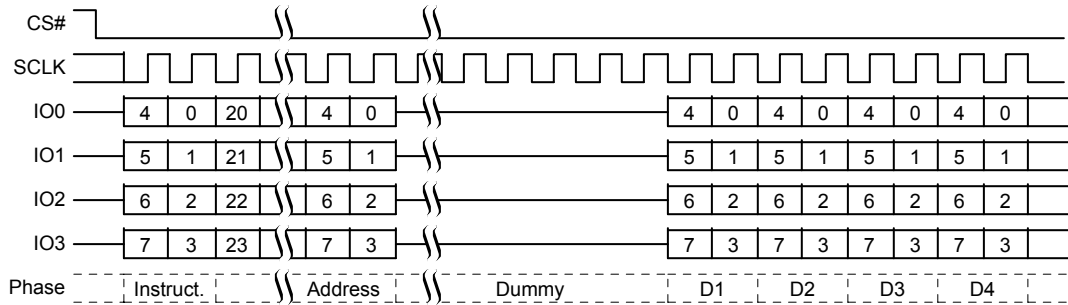 CS#
SCLK
IO0 4 0 20 4 0 4 0 4 0 4 0 4 0
IO1 5 1 21 5 1 5 1 5 1 5 1 5 1
IO2 6 2 22 6 2 6 2 6 2 6 2 6 2
IO3 7 3 23 7 3 7 3 7 3 7 3 7 3
Phase Instruct. Address Dummy D1 D2 D3 D4